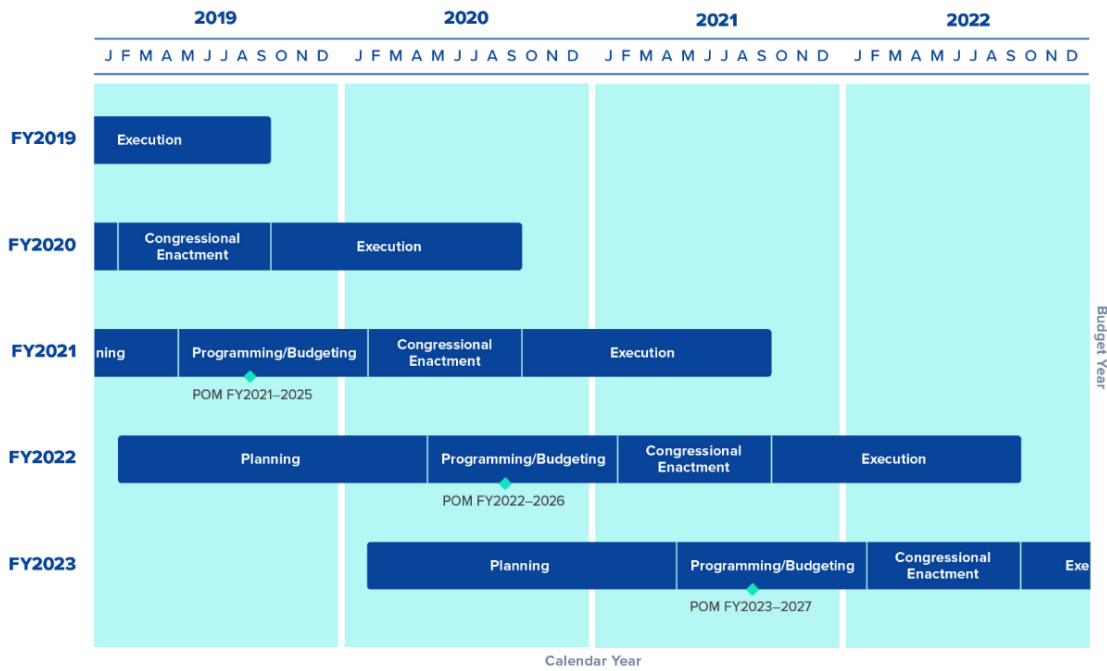 2019 2020 2021 2022
J F M A M J J A S O N D J F M A M J J A S O N D J F M A M J J A S O N D J F M A M J J A S O N D
FY2019
Execution
FY2020
Congressional
Enactment
Execution
FY2021
ning
Programming/Budgeting
Congressional
Enactment
Execution
POM FY2021–2025
FY2022
Planning
Programming/Budgeting
Congressional
Enactment
Execution
POM FY2022–2026
FY2023
Planning
Programming/Budgeting
Congressional
Enactment
Exe
POM FY2023–2027
Budget Year
Calendar Year